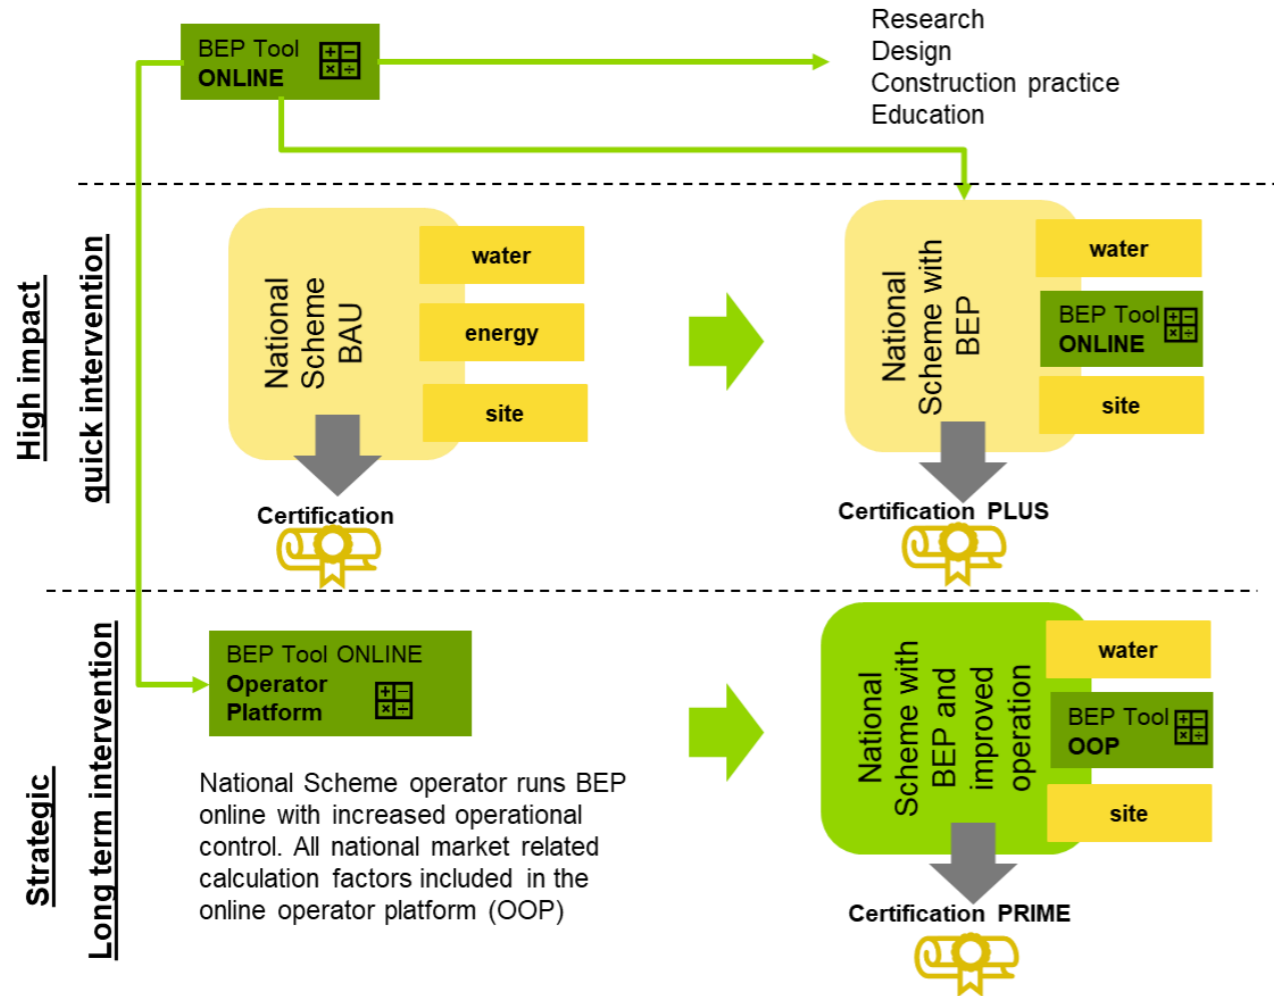 BEP Tool
ONLINE
Research
Design
Construction practice
Education
High impact
quick intervention
National
Scheme
BAU
water
energy
site
Certification
National
Scheme with
BEP
water
BEP Tool
ONLINE
site
Certification PLUS
Strategic
Long term intervention
BEP Tool ONLINE
Operator
Platform
National Scheme operator runs BEP
online with increased operational
control. All national market related
calculation factors included in the
online operator platform (OOP)
National
Scheme with
BEP and
improved
operation
water
BEP Tool
OOP
site
Certification PRIME